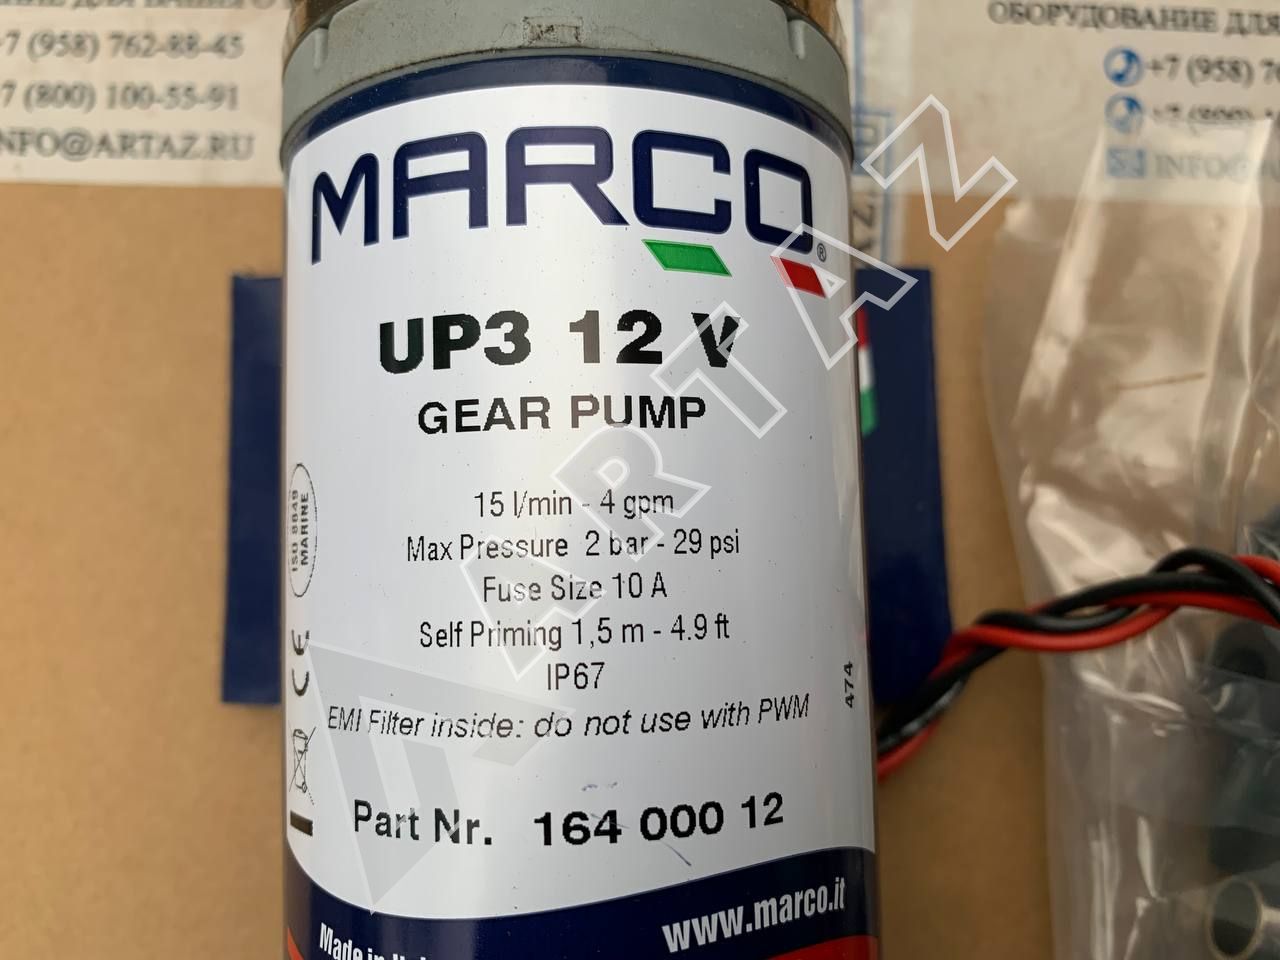 +7 (958) 762-88-45
7 (800) 100-55-91
INFO@ARTAZ.RU
ОБОРУДОВАНИЕ ДЛЯ
+7 (958) 76
INFO@
MARCO®
UP3 12 V
GEAR PUMP
15 l/min - 4 gpm
Max Pressure 2 bar - 29 psi
Fuse Size 10 A
Self Priming 1,5 m - 4.9 ft
IP67
EMI Filter inside: do not use with PWM
Part Nr. 164 000 12
ISO 8849
MARINE
CE
474
www.marco.it
Made in
ARTAZ